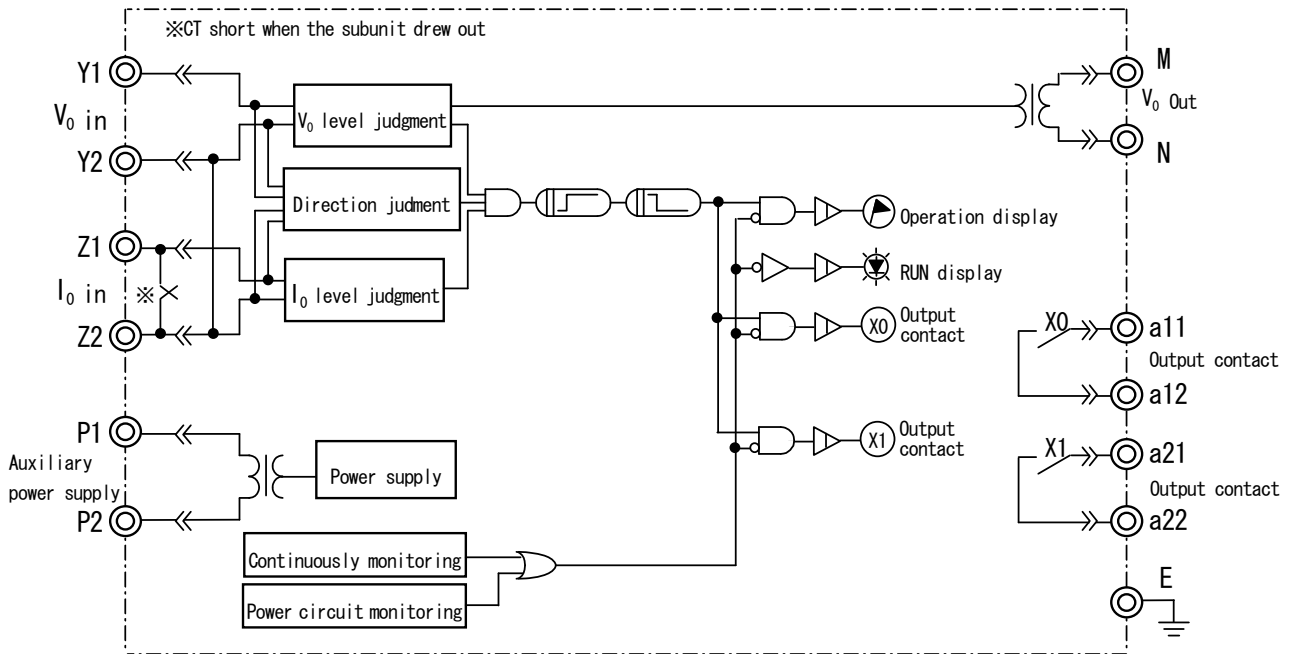 ※CT short when the subunit drew out
Y1
V0 in
Y2
Z1
I0 in
※
Z2
P1
Auxiliary
power supply
P2
V0 level judgment
Direction judment
I0 level judgment
Power supply
Continuously monitoring
Power circuit monitoring
Operation display
RUN display
X0
Output
contact
X1
Output
contact
M
V0 Out
N
X0
a11
Output contact
a12
X1
a21
Output contact
a22
E